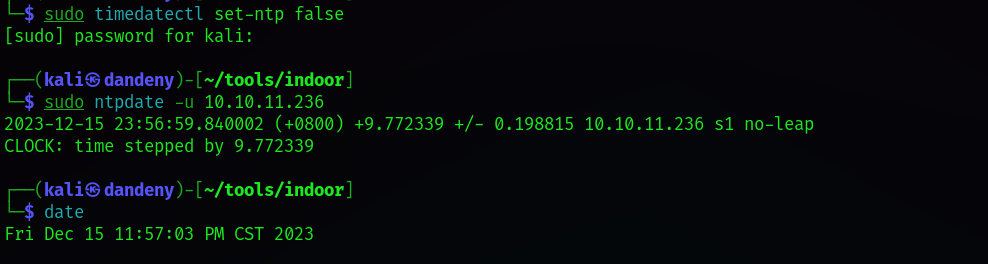 └─$ sudo timedatectl set-ntp false
[sudo] password for kali:
┌──(kali㉿dandeny)-[~/tools/indoor]
└─$ sudo ntpdate -u 10.10.11.236
2023-12-15 23:56:59.840002 (+0800) +9.772339 +/- 0.198815 10.10.11.236 s1 no-leap
CLOCK: time stepped by 9.772339
┌──(kali㉿dandeny)-[~/tools/indoor]
└─$ date
Fri Dec 15 11:57:03 PM CST 2023